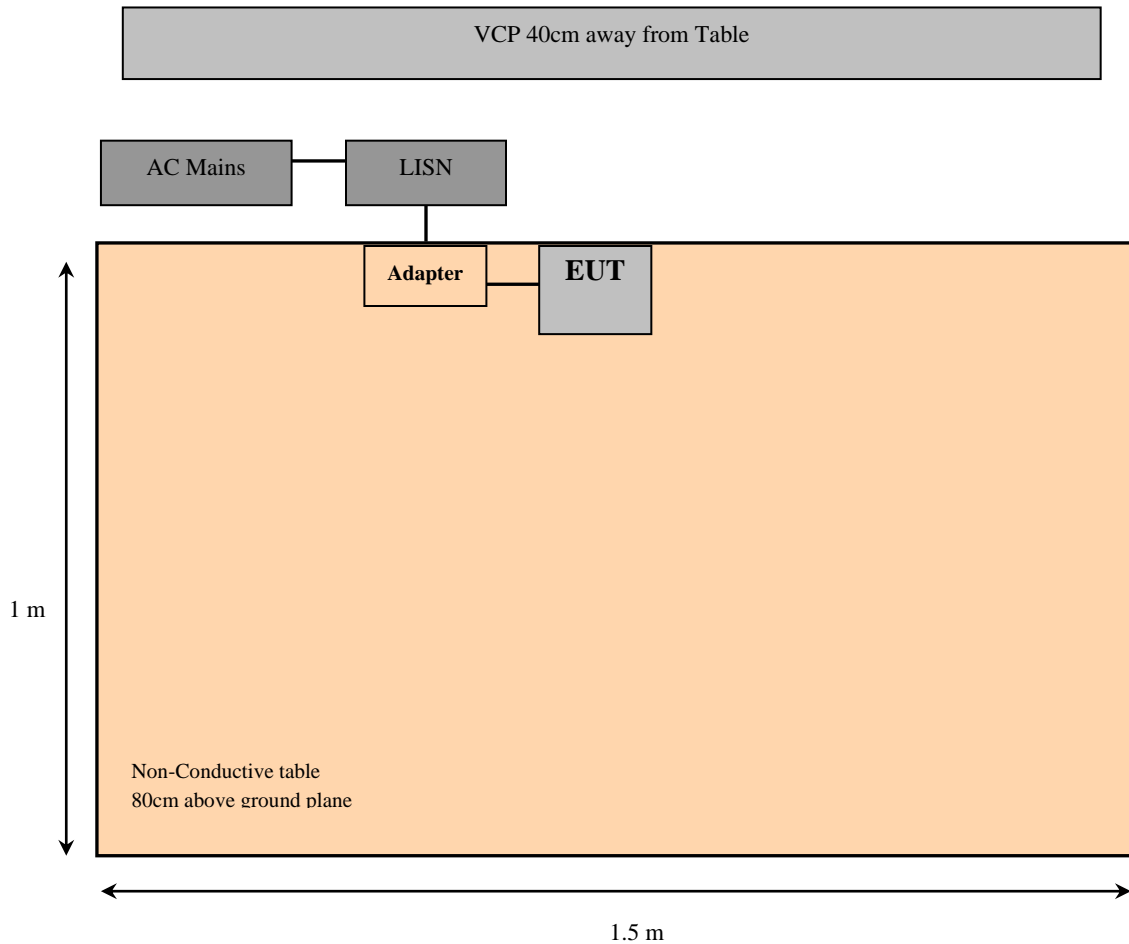 VCP 40cm away from Table
AC Mains
LISN
Adapter
EUT
1 m
Non-Conductive table
80cm above ground plane
1.5 m